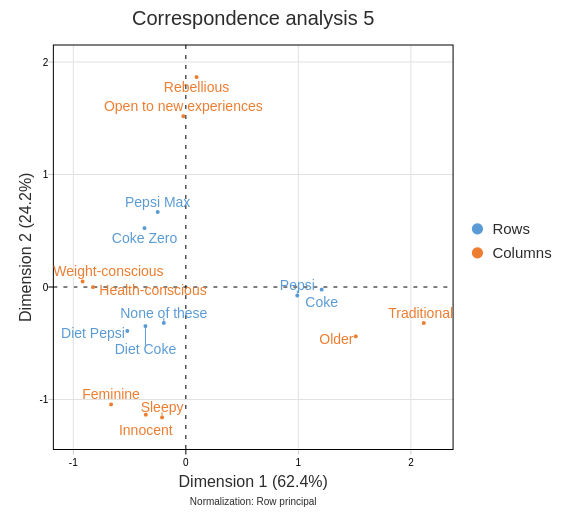 Correspondence analysis 5
2
Rebellious
Open to new experiences
1
Pepsi Max
Coke Zero
Rows
Columns
Weight-conscious
Health-conscious
0
Pepsi
Coke
None of these
Traditional
Diet Pepsi
Older
Diet Coke
Feminine
-1
Sleepy
Innocent
Dimension 2 (24.2%)
-1
0
1
2
Dimension 1 (62.4%)
Normalization: Row principal